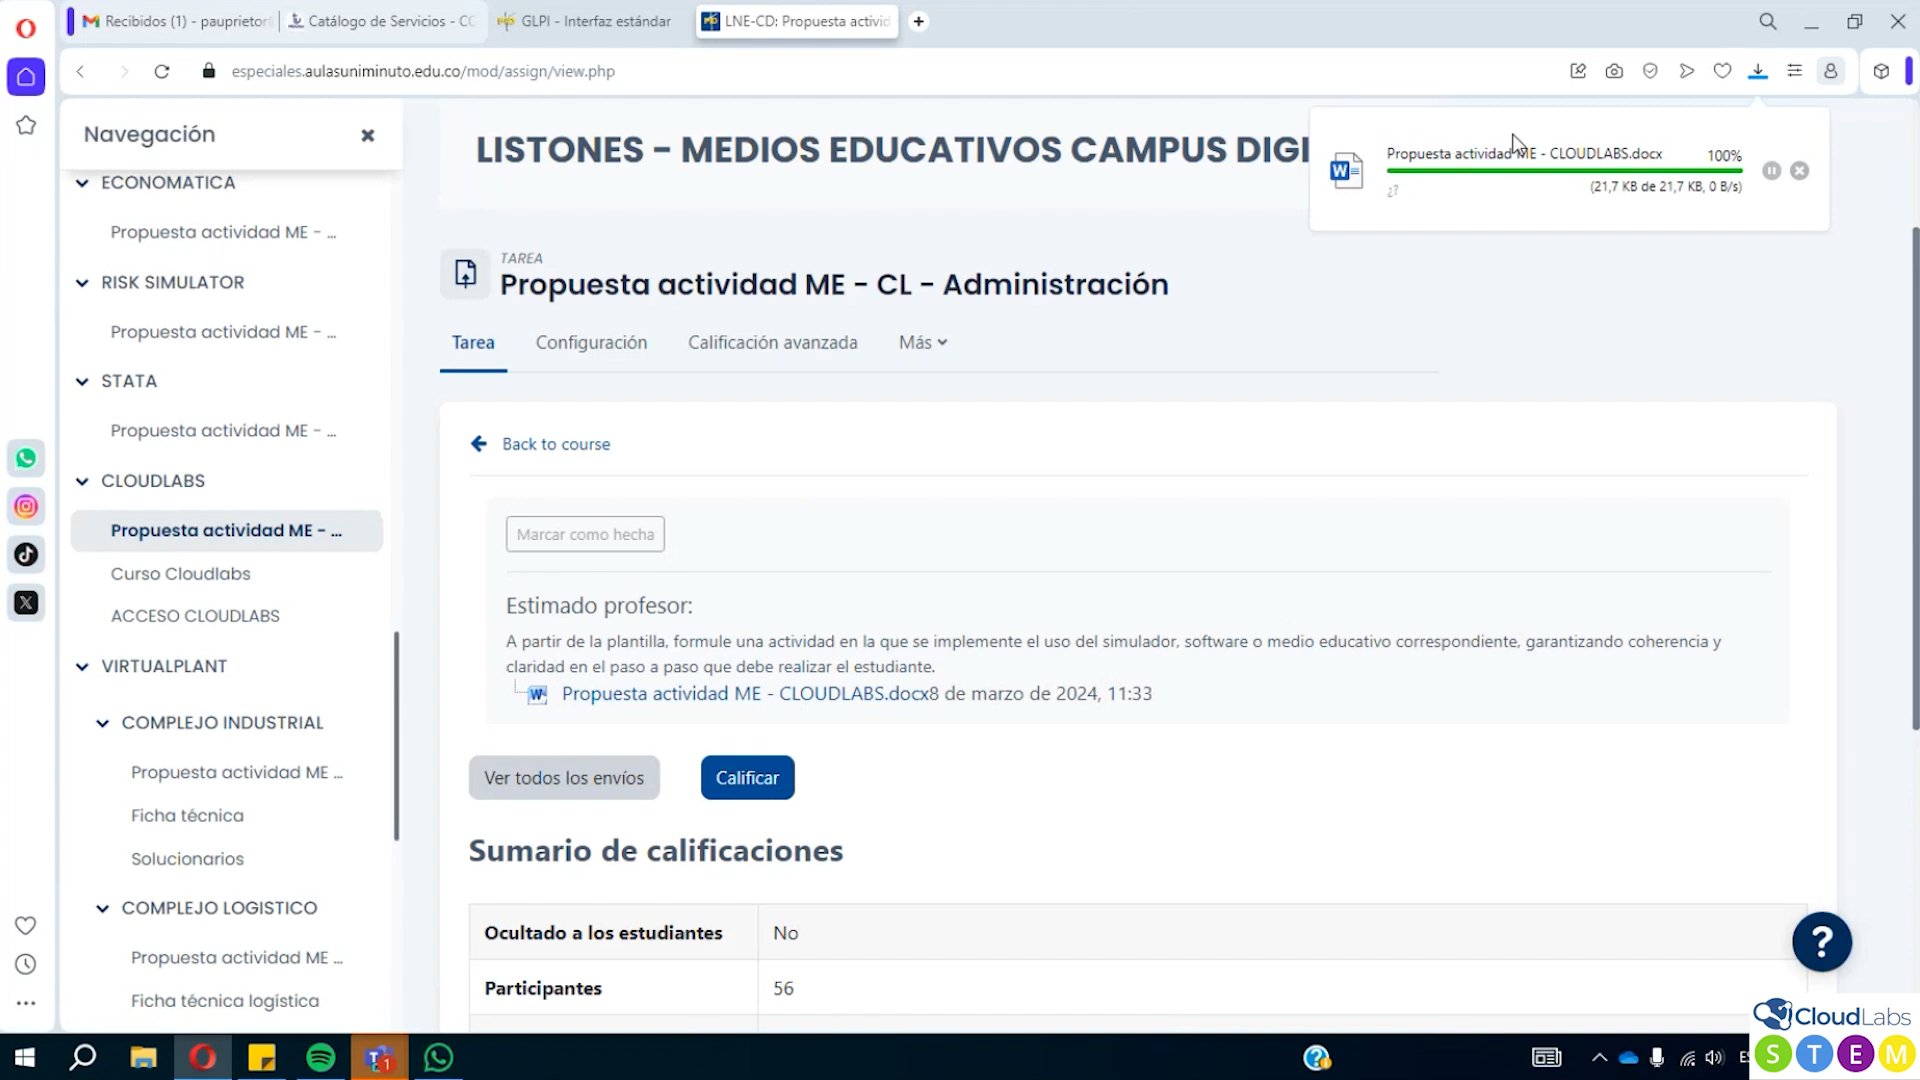 Recibidos (1) - pauprietor
Catálogo de Servicios - CC
GLPI - Interfaz estándar
LNE-CD: Propuesta activid
especiales.aulasuniminuto.edu.co/mod/assign/view.php
Navegación
ECONOMATICA
Propuesta actividad ME - ...
RISK SIMULATOR
Propuesta actividad ME - ...
STATA
Propuesta actividad ME - ...
CLOUDLABS
Propuesta actividad ME - ...
Curso Cloudlabs
ACCESO CLOUDLABS
VIRTUALPLANT
COMPLEJO INDUSTRIAL
Propuesta actividad ME ...
Ficha técnica
Solucionarios
COMPLEJO LOGISTICO
Propuesta actividad ME ...
Ficha técnica logística
LISTONES - MEDIOS EDUCATIVOS CAMPUS DIGI
Propuesta actividad ME - CLOUDLABS.docx
100%
¿?
(21,7 KB de 21,7 KB, 0 B/s)
TAREA
Propuesta actividad ME - CL - Administración
Tarea
Configuración
Calificación avanzada
Más
Back to course
Marcar como hecha
Estimado profesor:
A partir de la plantilla, formule una actividad en la que se implemente el uso del simulador, software o medio educativo correspondiente, garantizando coherencia y
claridad en el paso a paso que debe realizar el estudiante.
Propuesta actividad ME - CLOUDLABS.docx8 de marzo de 2024, 11:33
Ver todos los envíos
Calificar
Sumario de calificaciones
Ocultado a los estudiantes No
Participantes 56
?
CloudLabs
S T E M